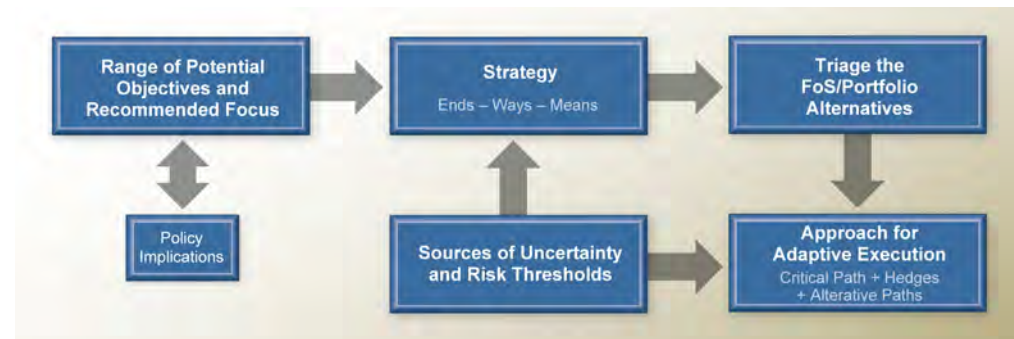 Range of Potential
Objectives and
Recommended Focus
Strategy
Ends – Ways – Means
Triage the
FoS/Portfolio
Alternatives
Policy
Implications
Sources of Uncertainty
and Risk Thresholds
Approach for
Adaptive Execution
Critical Path + Hedges
+ Alterative Paths